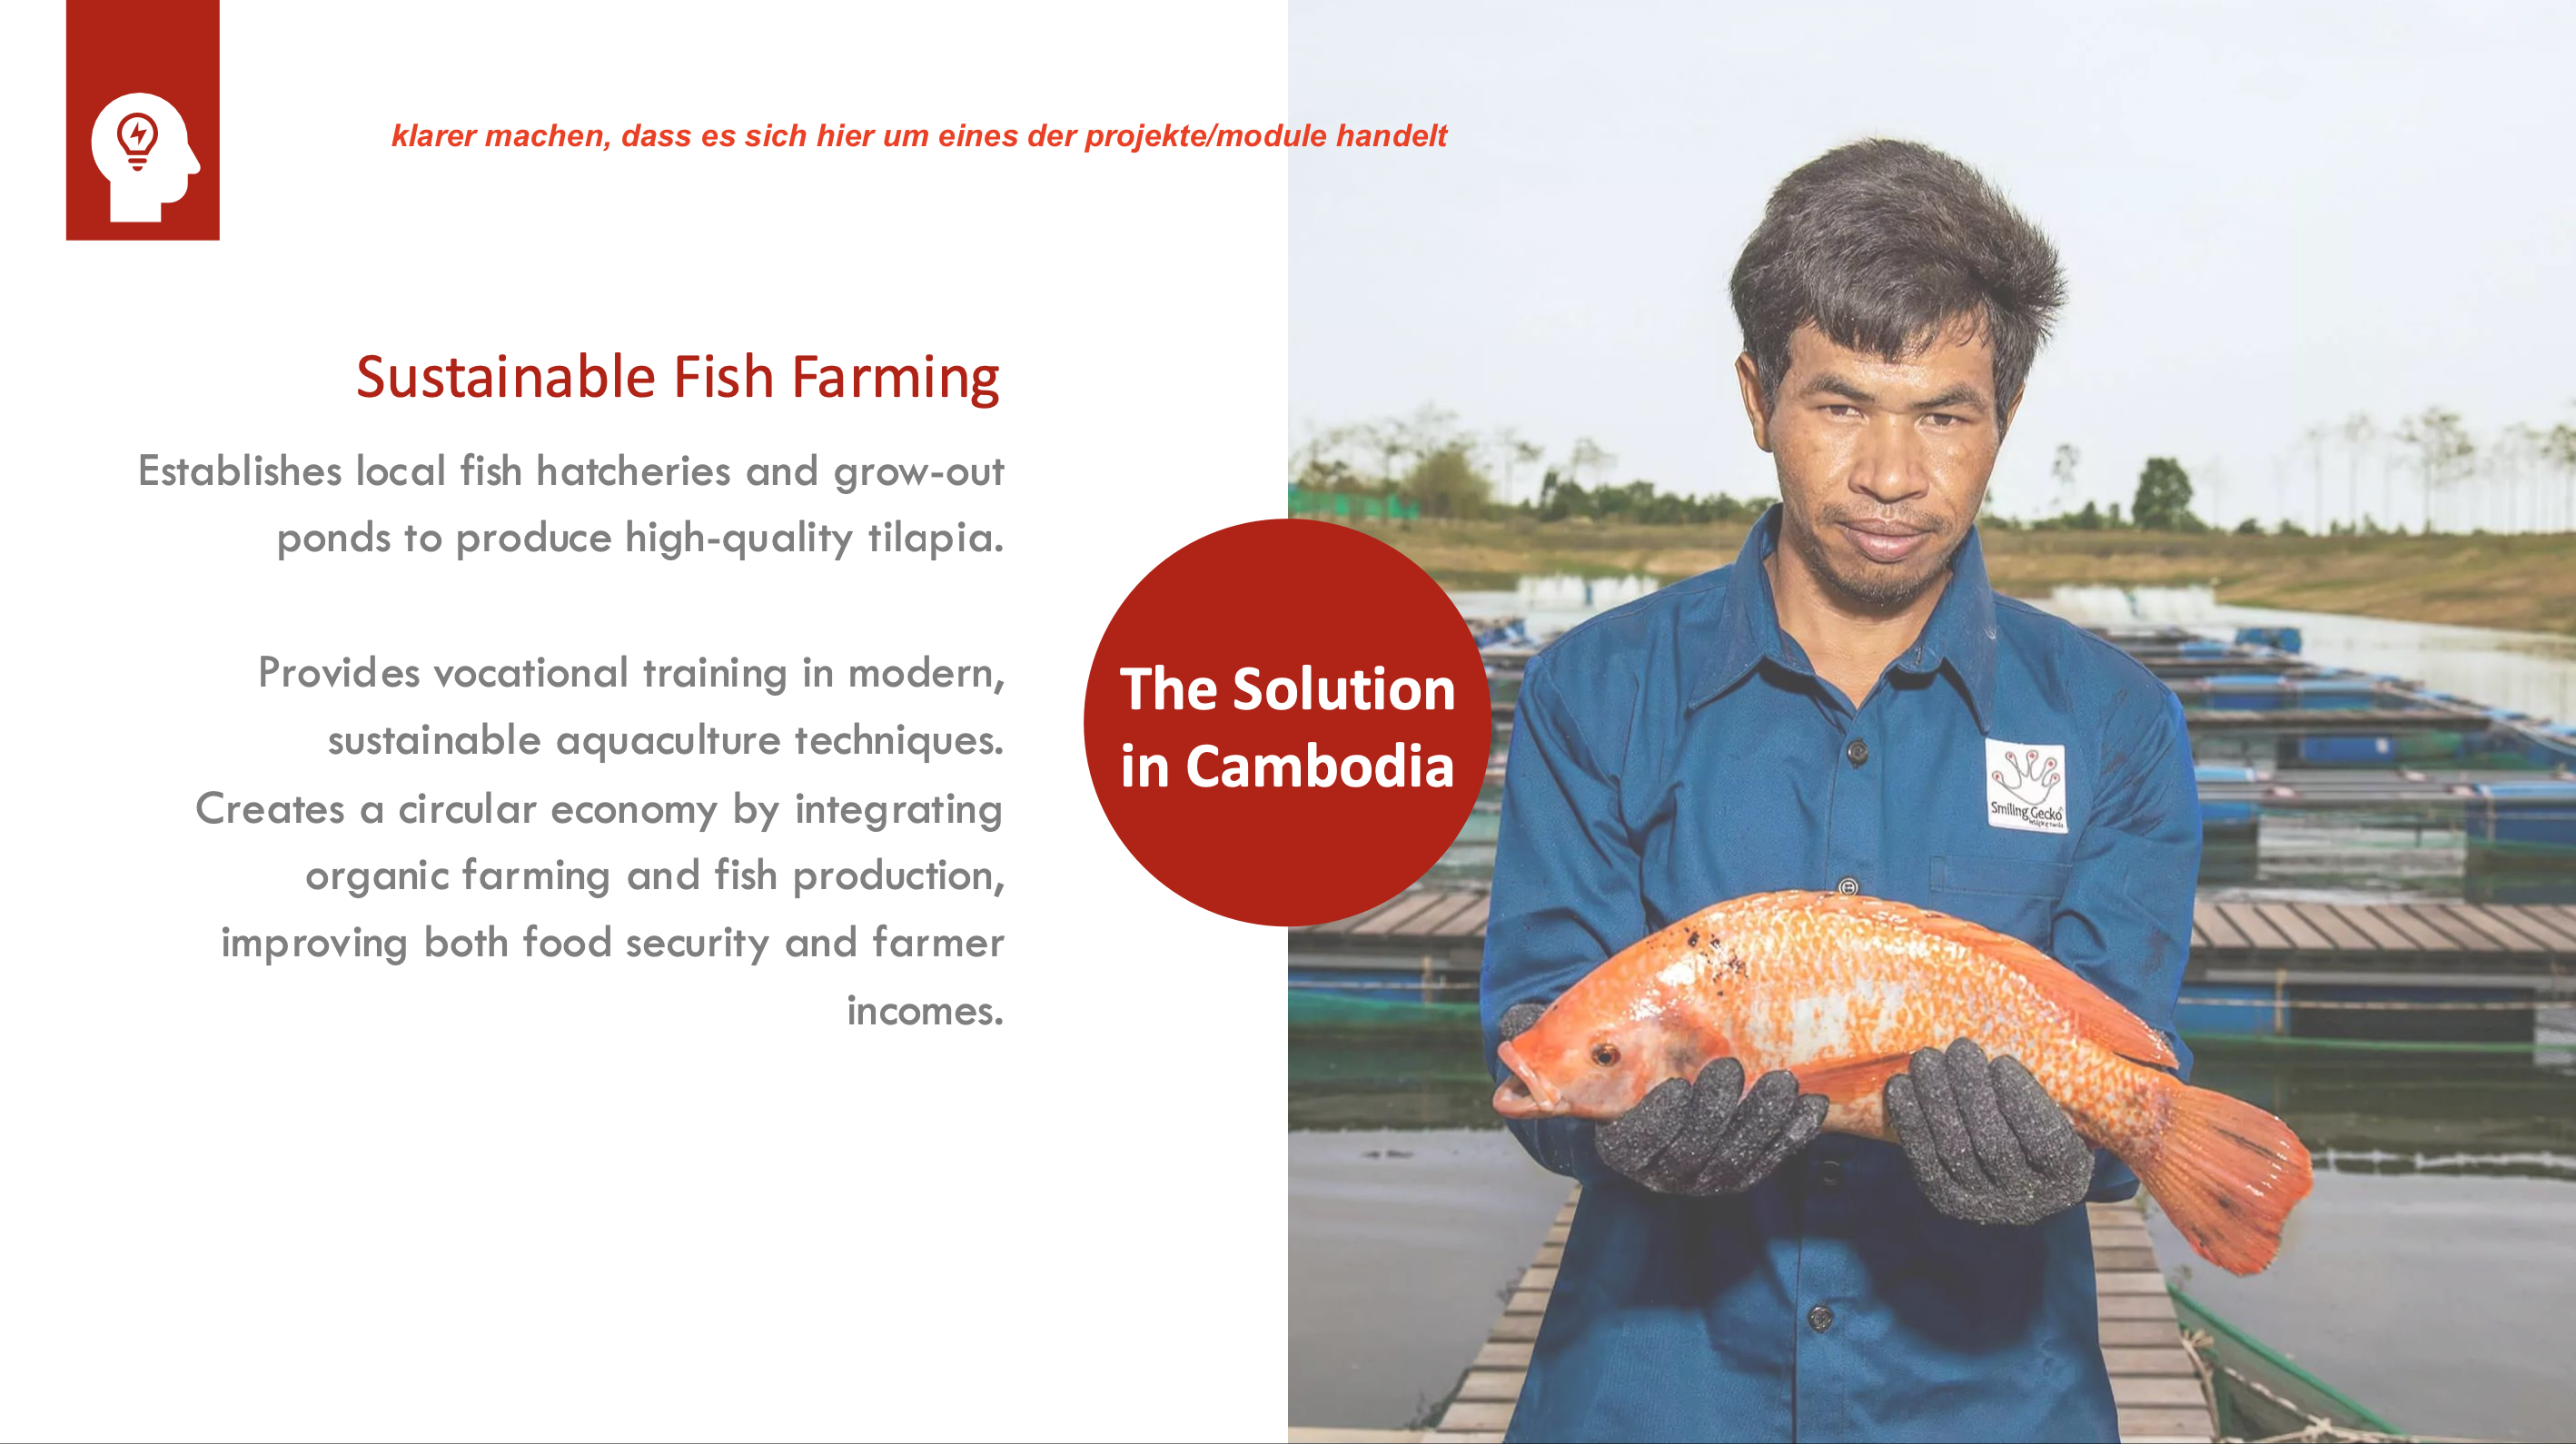 klarer machen, dass es sich hier um eines der projekte/module handelt
Sustainable Fish Farming
Establishes local fish hatcheries and grow-out
ponds to produce high-quality tilapia.
Provides vocational training in modern,
sustainable aquaculture techniques.
Creates a circular economy by integrating
organic farming and fish production,
improving both food security and farmer
incomes.
The Solution
in Cambodia
Smiling Gecko